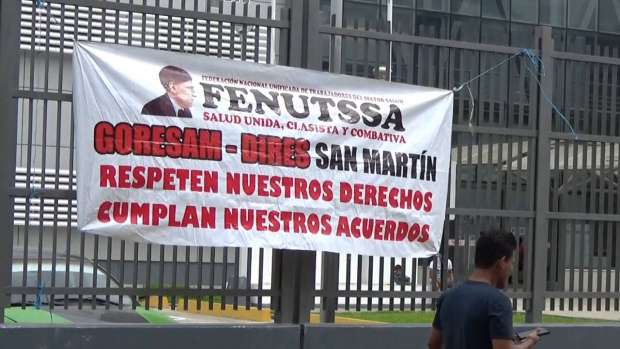 FEDERACIÓN NACIONAL UNIFICADA DE TRABAJADORES DEL SECTOR SALUD
FENUTSSA
SALUD UNIDA, CLASISTA Y COMBATIVA
GORESAM - DIRES SAN MARTÍN
RESPETEN NUESTROS DERECHOS
CUMPLAN NUESTROS ACUERDOS